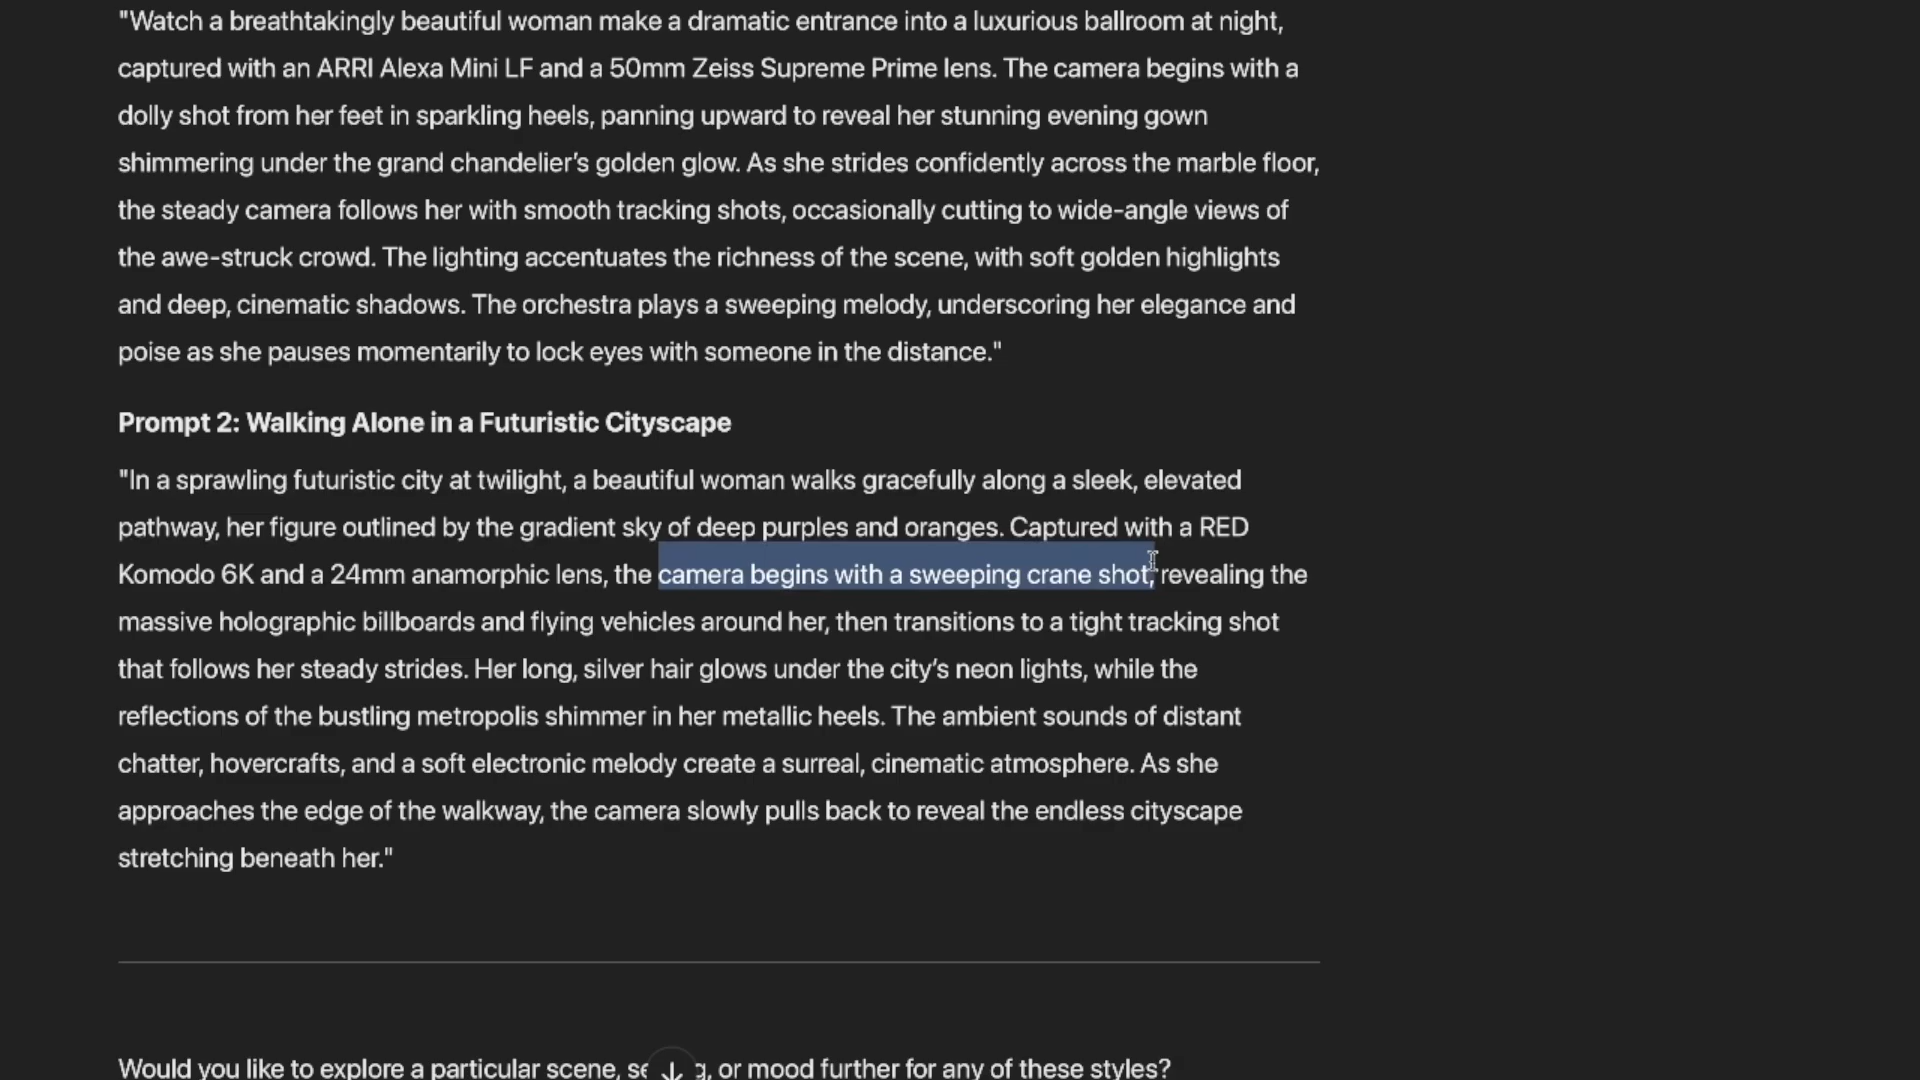 "Watch a breathtakingly beautiful woman make a dramatic entrance into a luxurious ballroom at night,
captured with an ARRI Alexa Mini LF and a 50mm Zeiss Supreme Prime lens. The camera begins with a
dolly shot from her feet in sparkling heels, panning upward to reveal her stunning evening gown
shimmering under the grand chandelier’s golden glow. As she strides confidently across the marble floor,
the steady camera follows her with smooth tracking shots, occasionally cutting to wide-angle views of
the awe-struck crowd. The lighting accentuates the richness of the scene, with soft golden highlights
and deep, cinematic shadows. The orchestra plays a sweeping melody, underscoring her elegance and
poise as she pauses momentarily to lock eyes with someone in the distance."
Prompt 2: Walking Alone in a Futuristic Cityscape
"In a sprawling futuristic city at twilight, a beautiful woman walks gracefully along a sleek, elevated
pathway, her figure outlined by the gradient sky of deep purples and oranges. Captured with a RED
Komodo 6K and a 24mm anamorphic lens, the camera begins with a sweeping crane shot, revealing the
massive holographic billboards and flying vehicles around her, then transitions to a tight tracking shot
that follows her steady strides. Her long, silver hair glows under the city’s neon lights, while the
reflections of the bustling metropolis shimmer in her metallic heels. The ambient sounds of distant
chatter, hovercrafts, and a soft electronic melody create a surreal, cinematic atmosphere. As she
approaches the edge of the walkway, the camera slowly pulls back to reveal the endless cityscape
stretching beneath her."
Would you like to explore a particular scene, or mood further for any of these styles?